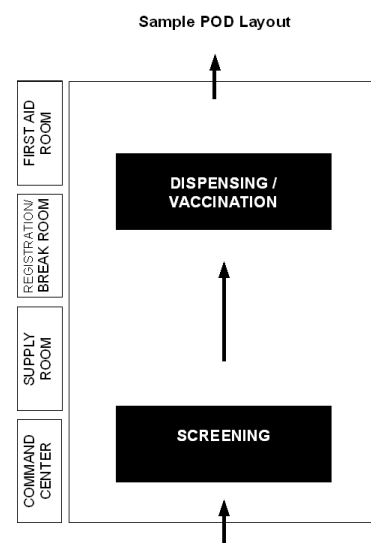 Sample POD Layout
FIRST AID
ROOM
DISPENSING /
VACCINATION
REGISTRATION/
BREAK ROOM
SUPPLY
ROOM
SCREENING
COMMAND
CENTER